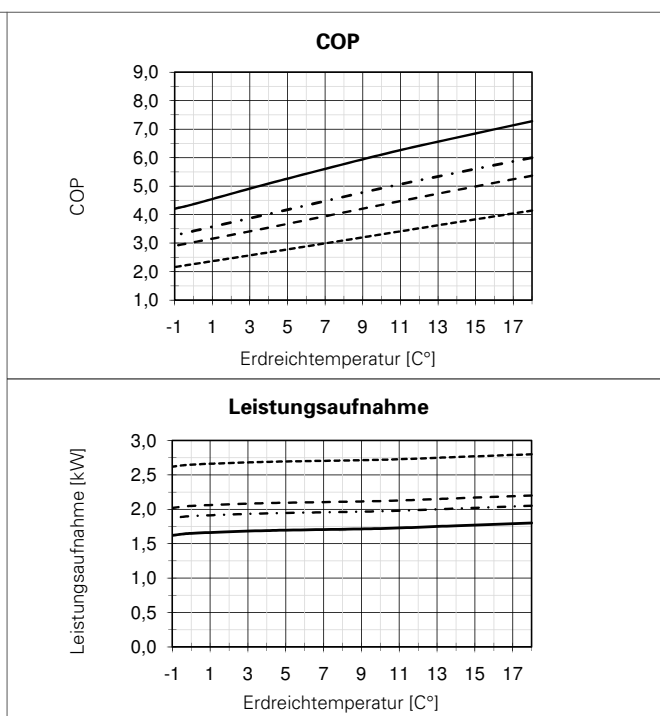 COP
9,0
8,0
7,0
6,0
5,0
4,0
3,0
2,0
1,0
COP
-1 1 3 5 7 9 11 13 15 17
Erdreichtemperatur [C°]
Leistungsaufnahme
3,0
2,5
2,0
1,5
1,0
0,5
0,0
Leistungsaufnahme [kW]
-1 1 3 5 7 9 11 13 15 17
Erdreichtemperatur [C°]